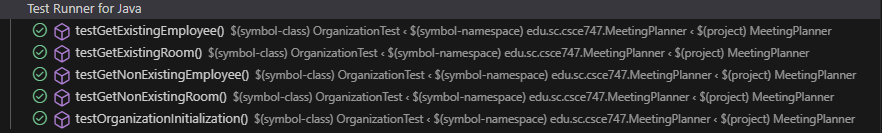 Test Runner for Java
testGetExistingEmployee() $(symbol-class) OrganizationTest < $(symbol-namespace) edu.sc.csce747.MeetingPlanner < $(project) MeetingPlanner
testGetExistingRoom() $(symbol-class) OrganizationTest < $(symbol-namespace) edu.sc.csce747.MeetingPlanner < $(project) MeetingPlanner
testGetNonExistingEmployee() $(symbol-class) OrganizationTest < $(symbol-namespace) edu.sc.csce747.MeetingPlanner < $(project) MeetingPlanner
testGetNonExistingRoom() $(symbol-class) OrganizationTest < $(symbol-namespace) edu.sc.csce747.MeetingPlanner < $(project) MeetingPlanner
testOrganizationInitialization() $(symbol-class) OrganizationTest < $(symbol-namespace) edu.sc.csce747.MeetingPlanner < $(project) MeetingPlanner